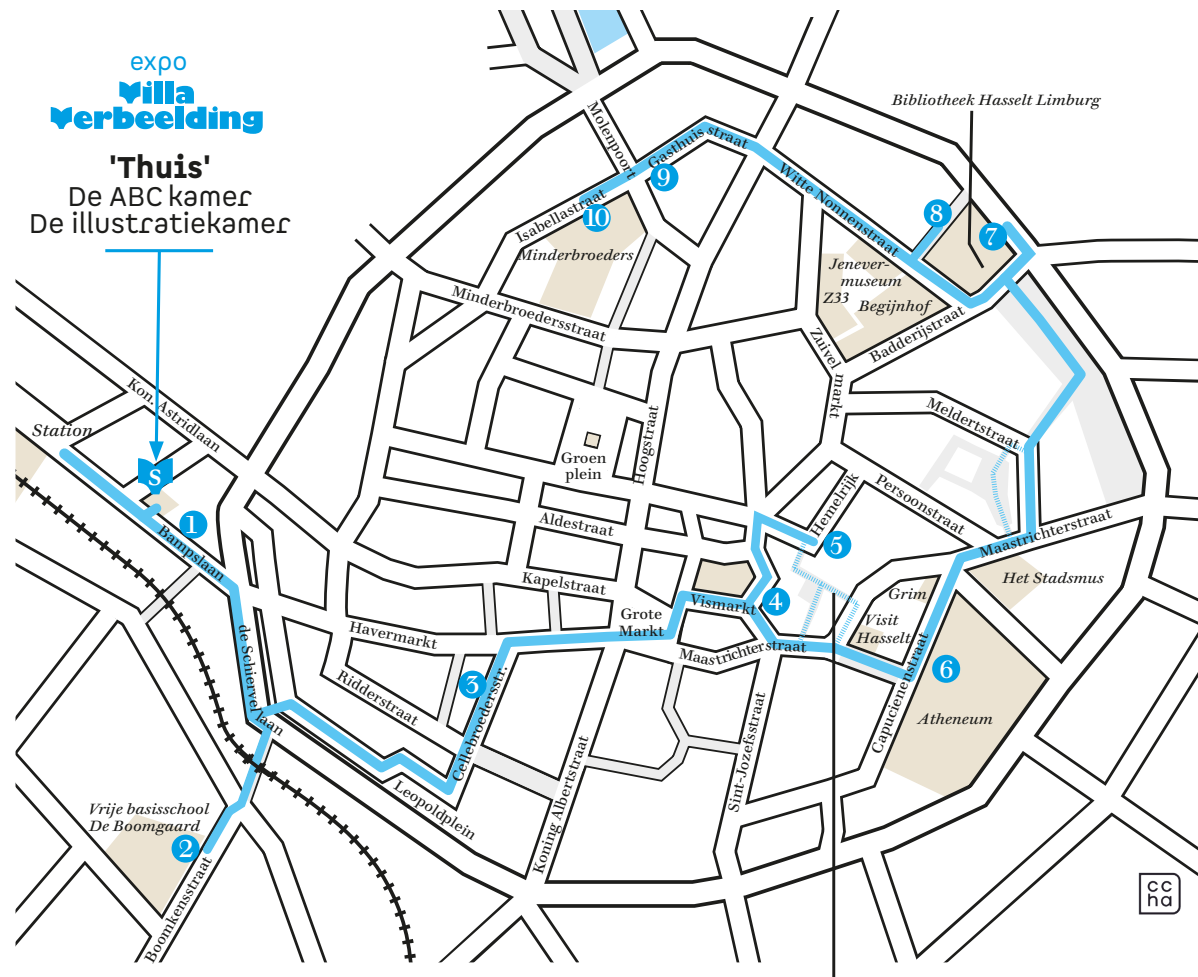 expo
Villa
Verbeelding
'Thuis'
De ABC kamer
De illustratiekamer
Bibliotheek Hasselt Limburg
Molenpoort
Gasthuisstraat
9
Witte Nonnenstraat
8
7
Isabellastraat
10
Minderbroeders
Jenever-
museum
Z33
Begijnhof
Minderbroedersstraat
Badderijstraat
Zuivel markt
Kon. Astridlaan
Meldertstraat
Station
Hoogstraat
Groen
plein
S
Hemelrijk
Persoonstraat
1
Aldestraat
Maastrichterstraat
Bampslaan
5
Kapelstraat
Het Stadsmus
Grim
Vismarkt
4
Grote
Markt
Visit
Hasselt
Havermarkt
de Schiervellaan
Maastrichterstraat
Ridderstraat
3
6
Cellebroedersstr.
Capucienenstraat
Atheneum
Sint-Jozefsstraat
Leopoldplein
Koning Albertstraat
Vrije basisschool
De Boomgaard
2
Boomkensstraat
cc
ha